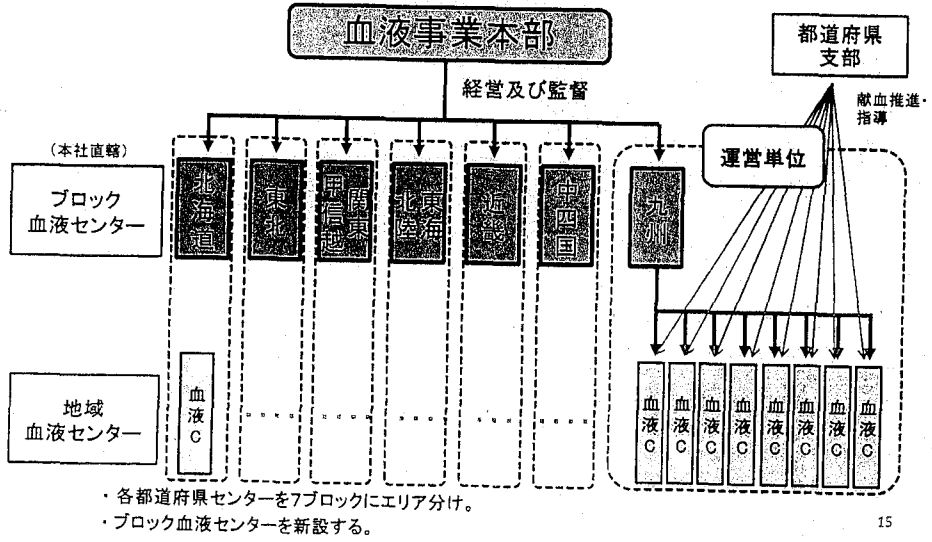 血液事業本部
都道府県
支部
経営及び監督
献血推進・
指導
運営単位
(本社直轄)
ブロック
血液センター
北海道
東北
関東
甲信越
東海
北陸
近畿
中四国
九州
地域
血液センター
血液C
血液C
血液C
血液C
血液C
血液C
血液C
血液C
血液C
・各都道府県センターを7ブロックにエリア分け。
・ブロック血液センターを新設する。
15